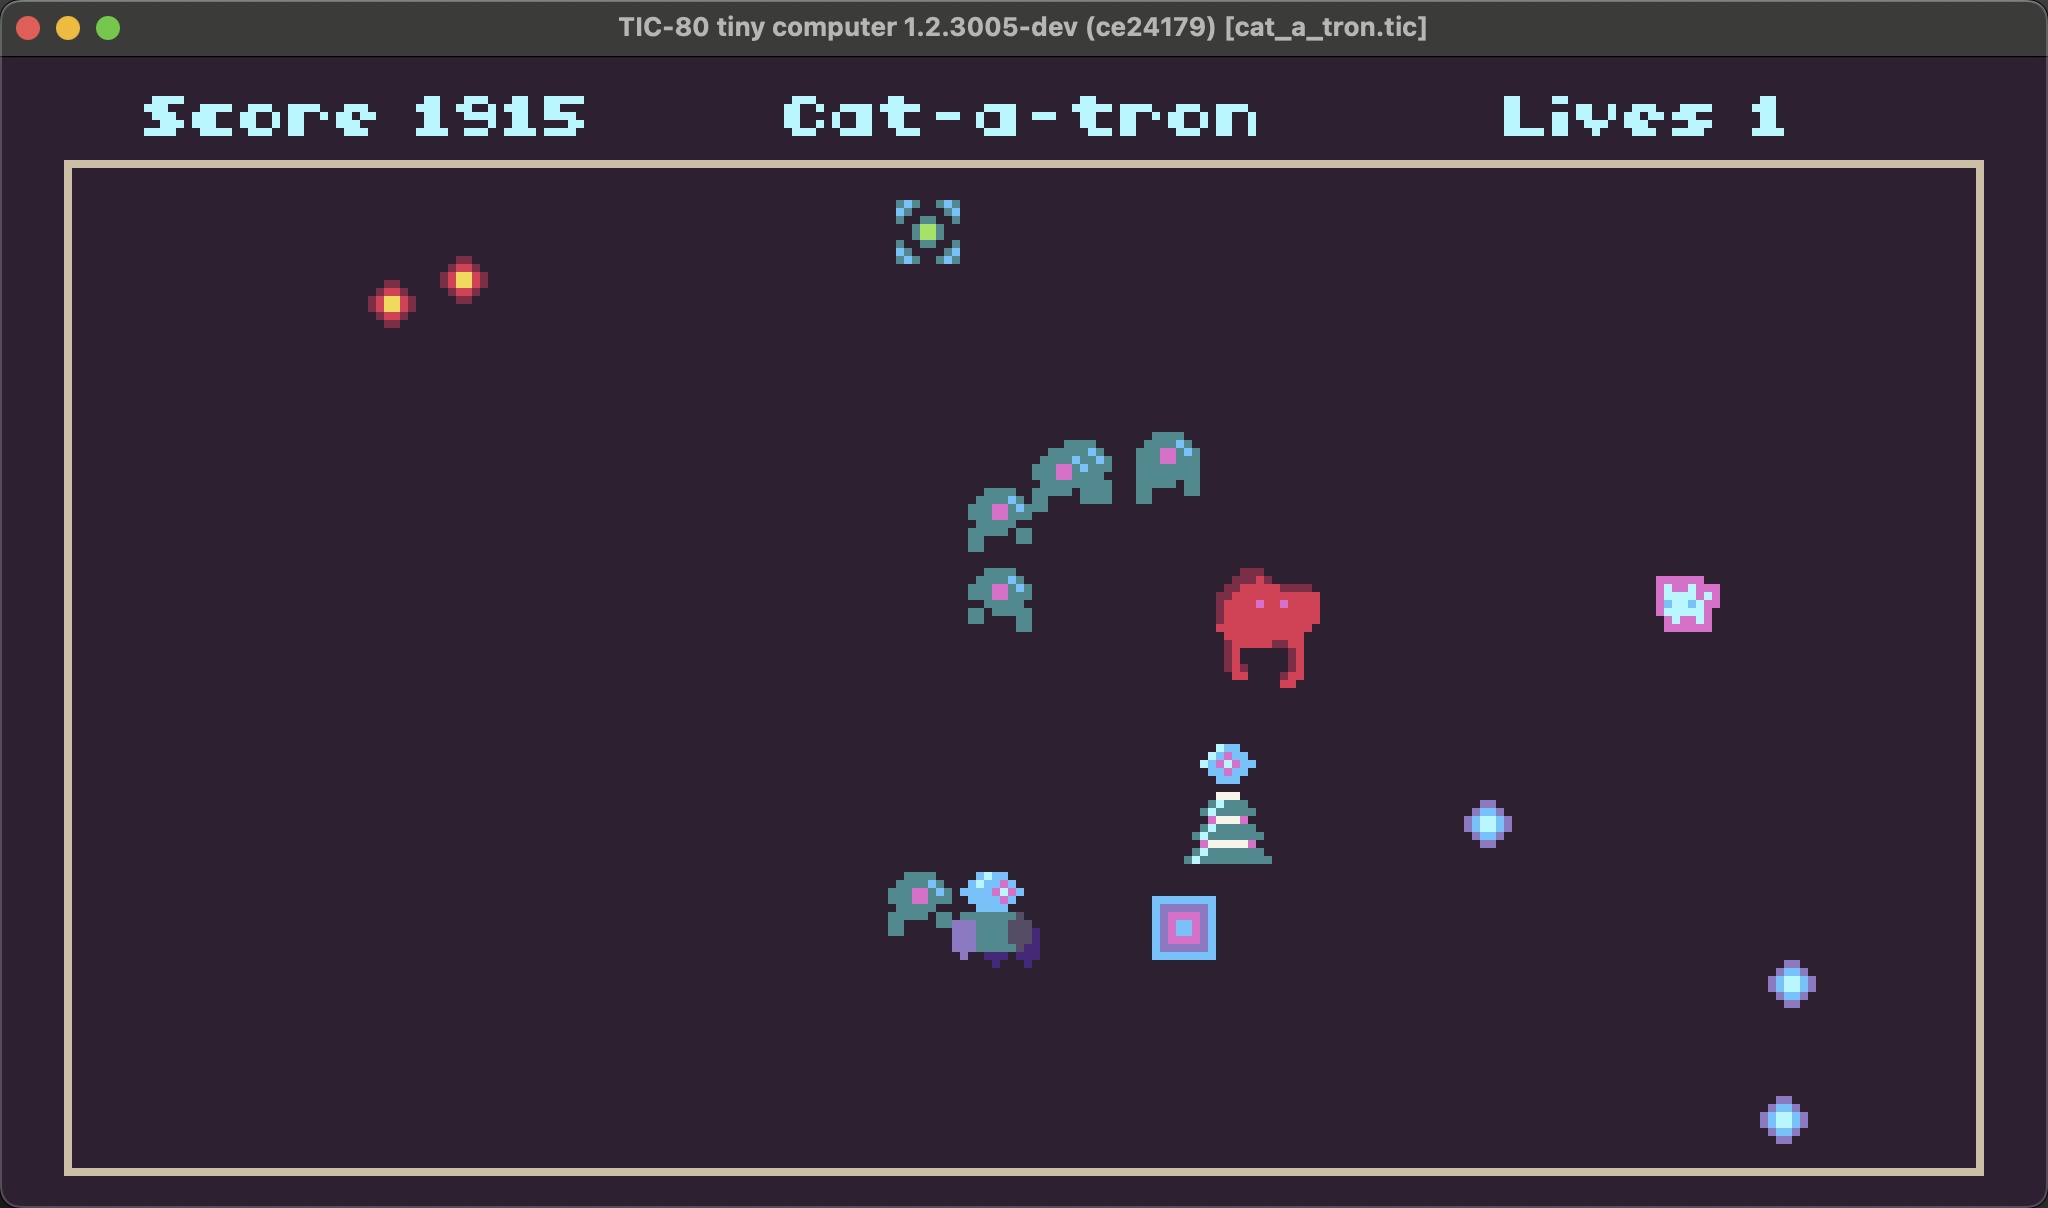 TIC-80 tiny computer 1.2.3005-dev (ce24179) [cat_a_tron.tic]
Score 1915 Cat-a-tron Lives 1